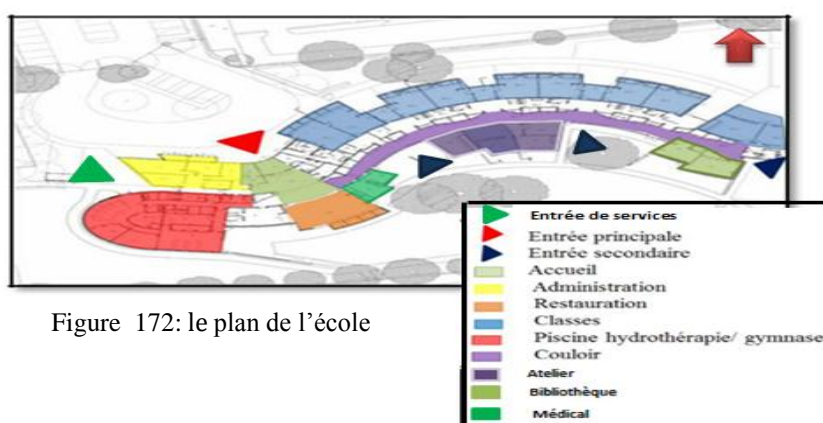 Entrée de services
Entrée principale
Entrée secondaire
Accueil
Administration
Restauration
Classes
Piscine hydrothérapie/ gymnase
Couloir
Atelier
Bibliothèque
Médical
Figure 172: le plan de l'école